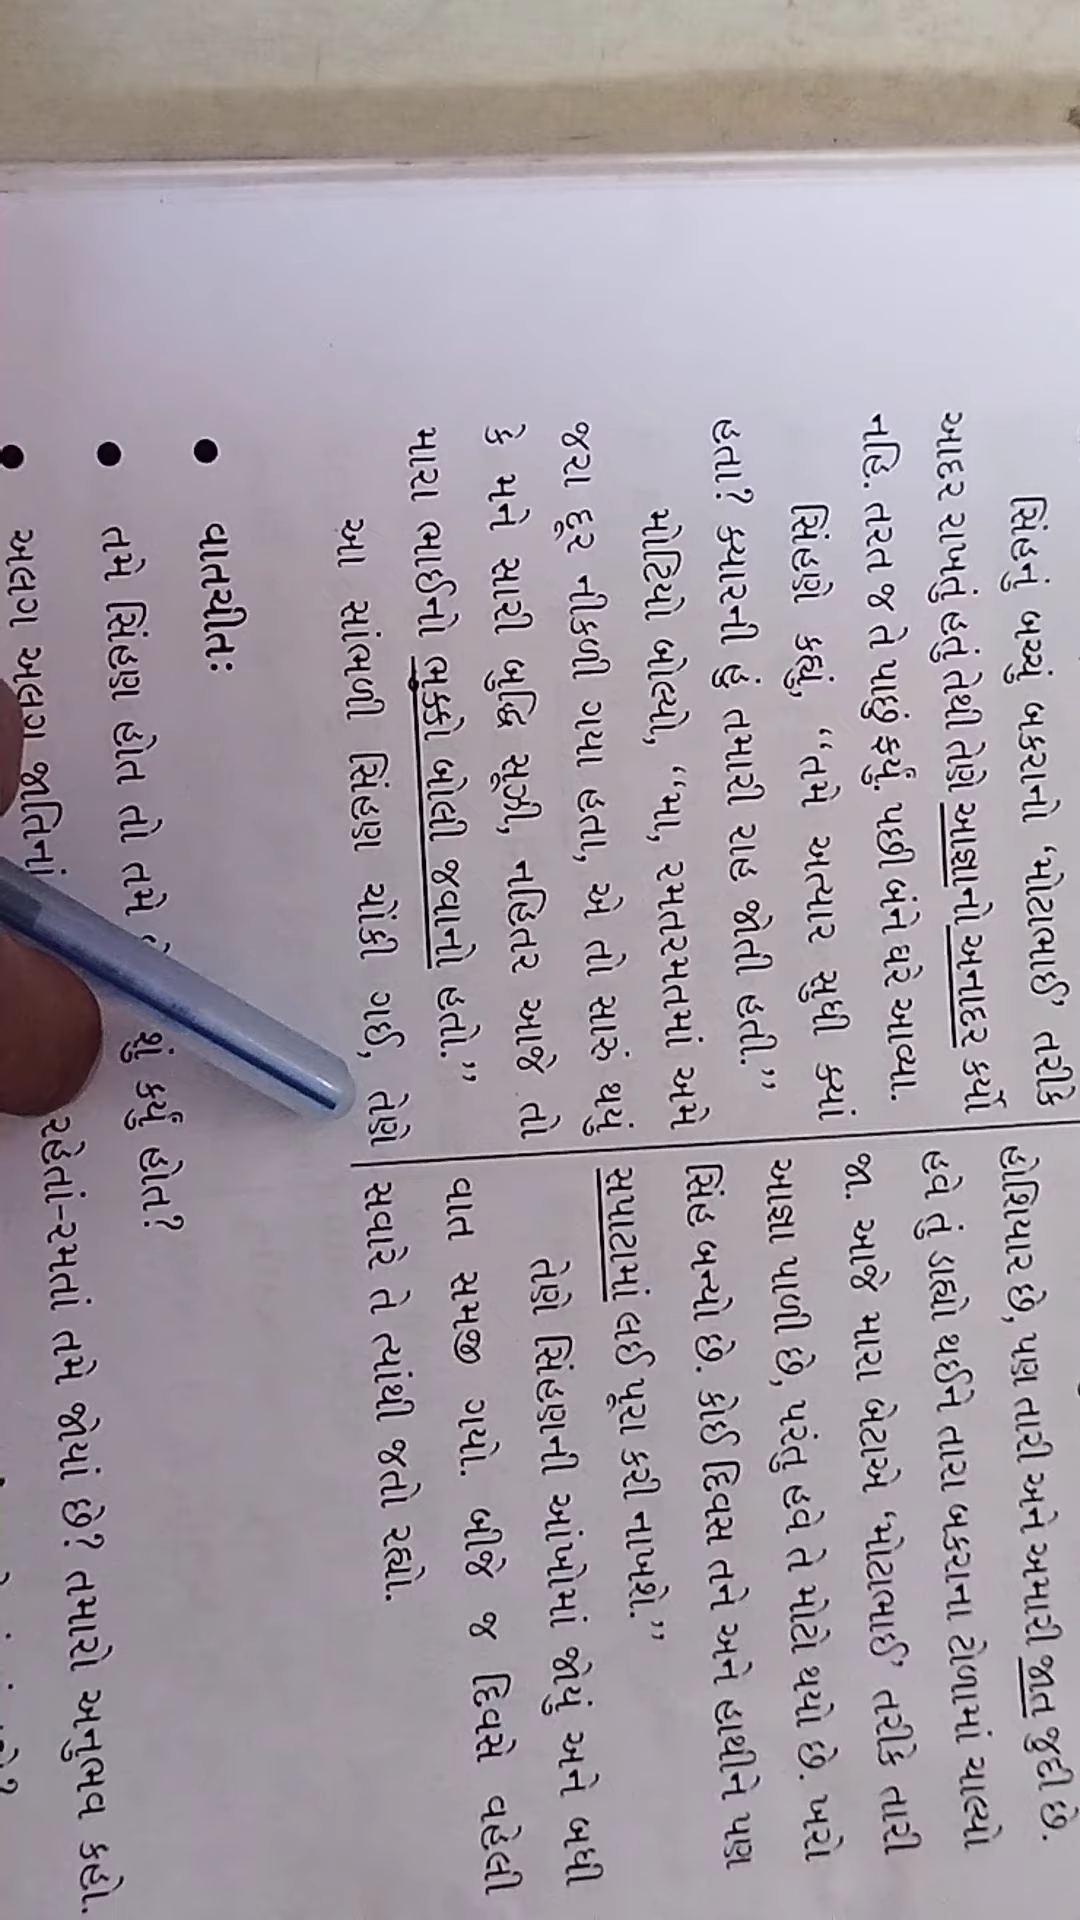 સિંહનું બચ્ચું બકરાનો ‘મોટાભાઈ’ તરીકે
આદર રાખતું હતું તેથી તેણે આજ્ઞાનો અનાદર કર્યો
નહિ. તરત જ તે પાછું ફર્યું. પછી બંને ઘરે આવ્યા.
સિંહણે કહ્યું, “તમે અત્યાર સુધી ક્યાં
હતા? ક્યારની હું તમારી રાહ જોતી હતી.”
મોટિયો બોલ્યો, “મા, રમતરમતમાં અમે
જરા દૂર નીકળી ગયા હતા, એ તો સારું થયું
કે મને સારી બુદ્ધિ સૂઝી, નહિતર આજે તો
મારા ભાઈનો ભૂક્કો બોલી જવાનો હતો.”
આ સાંભળી સિંહણ ચોંકી ગઈ, તેણે
હોશિયાર છે, પણ તારી અને અમારી જાત જુદી છે.
હવે તું ડાહ્યો થઈને તારા બકરાના ટોળામાં ચાલ્યો
જા. આજે મારા બેટાએ ‘મોટાભાઈ’ તરીકે તારી
આજ્ઞા પાળી છે, પરંતુ હવે તે મોટો થયો છે. ખરો
સિંહ બન્યો છે. કોઈ દિવસ તને અને હાથીને પણ
સપાટામાં લઈ પૂરા કરી નાખશે.”
તેણે સિંહણની આંખોમાં જોયું અને બધી
વાત સમજી ગયો. બીજે જ દિવસે વહેલી
સવારે તે ત્યાંથી જતો રહ્યો.
● વાતચીત:
● તમે સિંહણ હોત તો તમે શું કર્યું હોત?
● અલગ અલગ જાતિનાં રહેતાં-રમતાં તમે જોયાં છે? તમારો અનુભવ કહો.